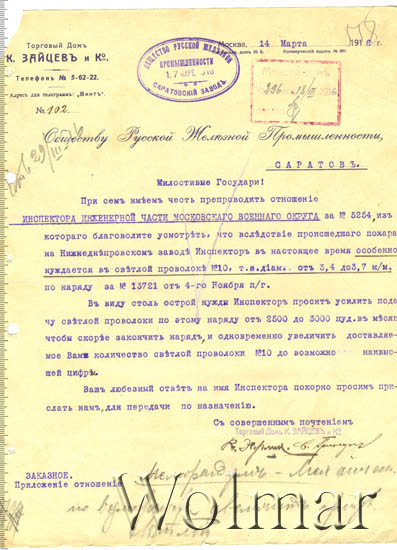 Торговый Домъ
К. ЗАЙЦЕВЪ и Ко.
Телефонъ № 5-62-22.
Адресъ для телеграммъ: „Винтъ“
№ 102
Москва, 14 Марта 1916 г.
ОБЩЕСТВО РУССКОЙ ЖЕЛѢЗНОЙ
ПРОМЫШЛЕННОСТИ
17 МАР 1916
САРАТОВСКІЙ ЗАВОДЪ
Обществу Русской Желѣзной Промышленности,
САРАТОВЪ.
Милостивые Государи!
При семъ имѣемъ честь препроводить отношеніе
ИНСПЕКТОРА ИНЖЕНЕРНОЙ ЧАСТИ МОСКОВСКАГО ВОЕННАГО ОКРУГА за № 5254, изъ
котораго благоволите усмотрѣть, что вслѣдствіе происшедшаго пожара
на Нижнеднѣпровскомъ заводѣ Инспекторъ въ настоящее время особенно
нуждается въ свѣтлой проволокѣ №10, т.е. діам. отъ 3,4 до 3,7 м/м.
по наряду за № 13721 отъ 4-го Ноября п/г.
Въ виду столь острой нужды Инспекторъ проситъ усилить пода
чу свѣтлой проволоки по этому наряду отъ 2500 до 3000 пуд. въ мѣсяцъ
чтобы скорѣе закончить нарядъ, и одновременно увеличить доставляе-
мое Вами количество свѣтлой проволоки №10 до возможно наивыс-
шей цифры.
Вашъ любезный отвѣтъ на имя Инспектора покорно просимъ при-
слать намъ, для передачи по назначенію.
Съ совершеннымъ почтеніемъ
Торговый Домъ К. ЗАЙЦЕВЪ и Ко.
ЗАКАЗНОЕ.
Приложеніе отношеніе
Wolmar